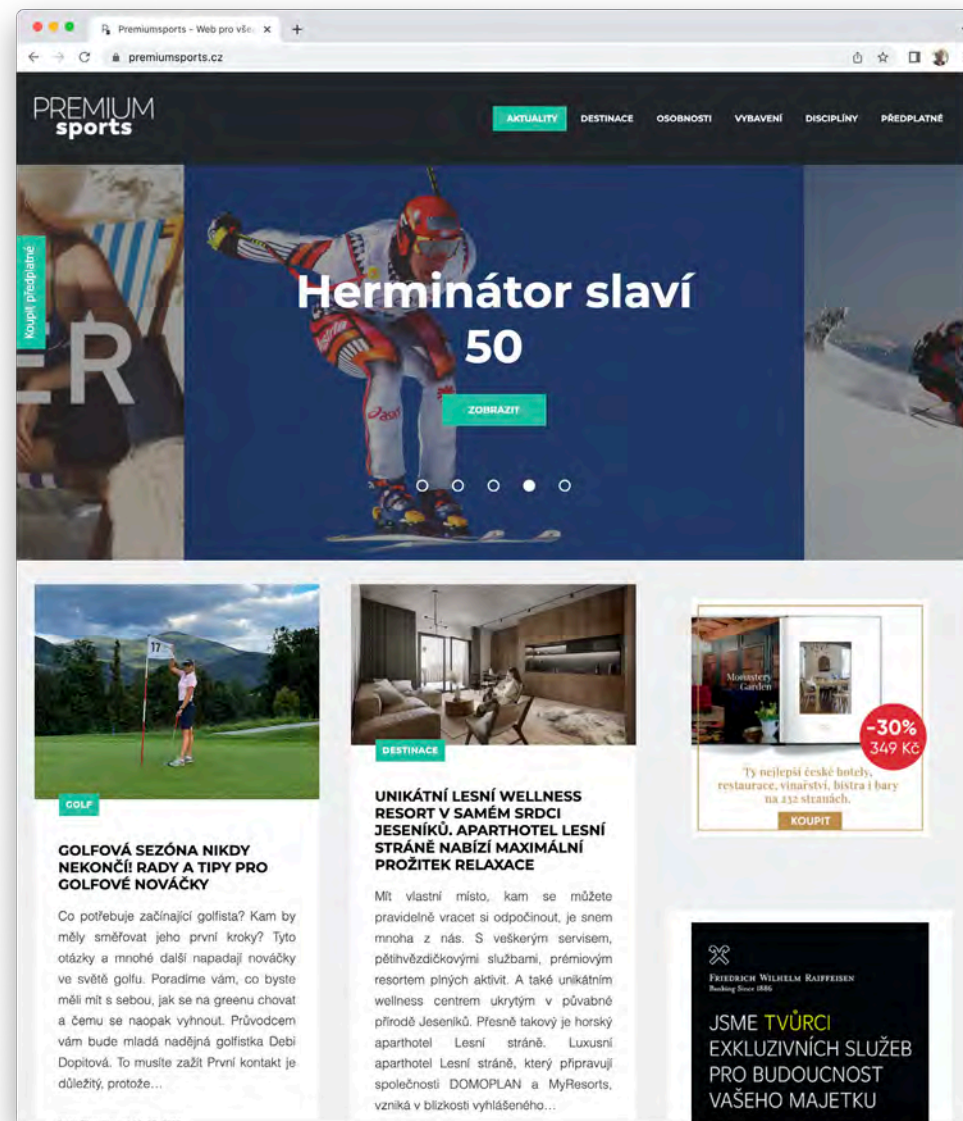 Premiumsports - Web pro vše
premiumsports.cz
PREMIUM
sports
AKTUALITY
DESTINACE
OSOBNOSTI
VYBAVENÍ
DISCIPLÍNY
PŘEDPLATNÉ
Koupit předplatné
ER
Herminátor slaví
50
ZOBRAZIT
17
GOLF
GOLFOVÁ SEZÓNA NIKDY
NEKONČÍ! RADY A TIPY PRO
GOLFOVÉ NOVÁČKY
Co potřebuje začínající golfista? Kam by
měly směřovat jeho první kroky? Tyto
otázky a mnohé další napadají nováčky
ve světě golfu. Poradíme vám, co byste
měli mít s sebou, jak se na greenu chovat
a čemu se naopak vyhnout. Průvodcem
vám bude mladá nadějná golfistka Debi
Dopitová. To musíte zažít První kontakt je
důležitý, protože…
DESTINACE
UNIKÁTNÍ LESNÍ WELLNESS
RESORT V SAMÉM SRDCI
JESENÍKŮ. APARTHOTEL LESNÍ
STRÁNĚ NABÍZÍ MAXIMÁLNÍ
PROŽITEK RELAXACE
Mít vlastní místo, kam se můžete
pravidelně vracet si odpočinout, je snem
mnoha z nás. S veškerým servisem,
pětihvězdičkovými službami, prémiovým
resortem plných aktivit. A také unikátním
wellness centrem ukrytým v půvabné
přírodě Jeseníků. Přesně takový je horský
aparthotel Lesní stráně. Luxusní
aparthotel Lesní stráně, který připravují
společnosti DOMOPLAN a MyResorts,
vzniká v blízkosti vyhlášeného…
Monastery
Garden
-30%
349 Kč
Ty nejlepší české hotely,
restaurace, vinařství, bistra i bary
na 232 stranách.
KOUPIT
FRIEDRICH WILHELM RAIFFEISEN
Banking Since 1886
JSME TVŮRCI
EXKLUZIVNÍCH SLUŽEB
PRO BUDOUCNOST
VAŠEHO MAJETKU